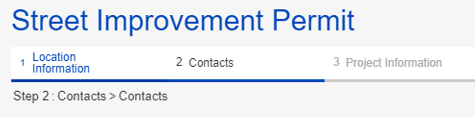 Street Improvement Permit
1 Location Information
2 Contacts
3 Project Information
Step 2 : Contacts > Contacts